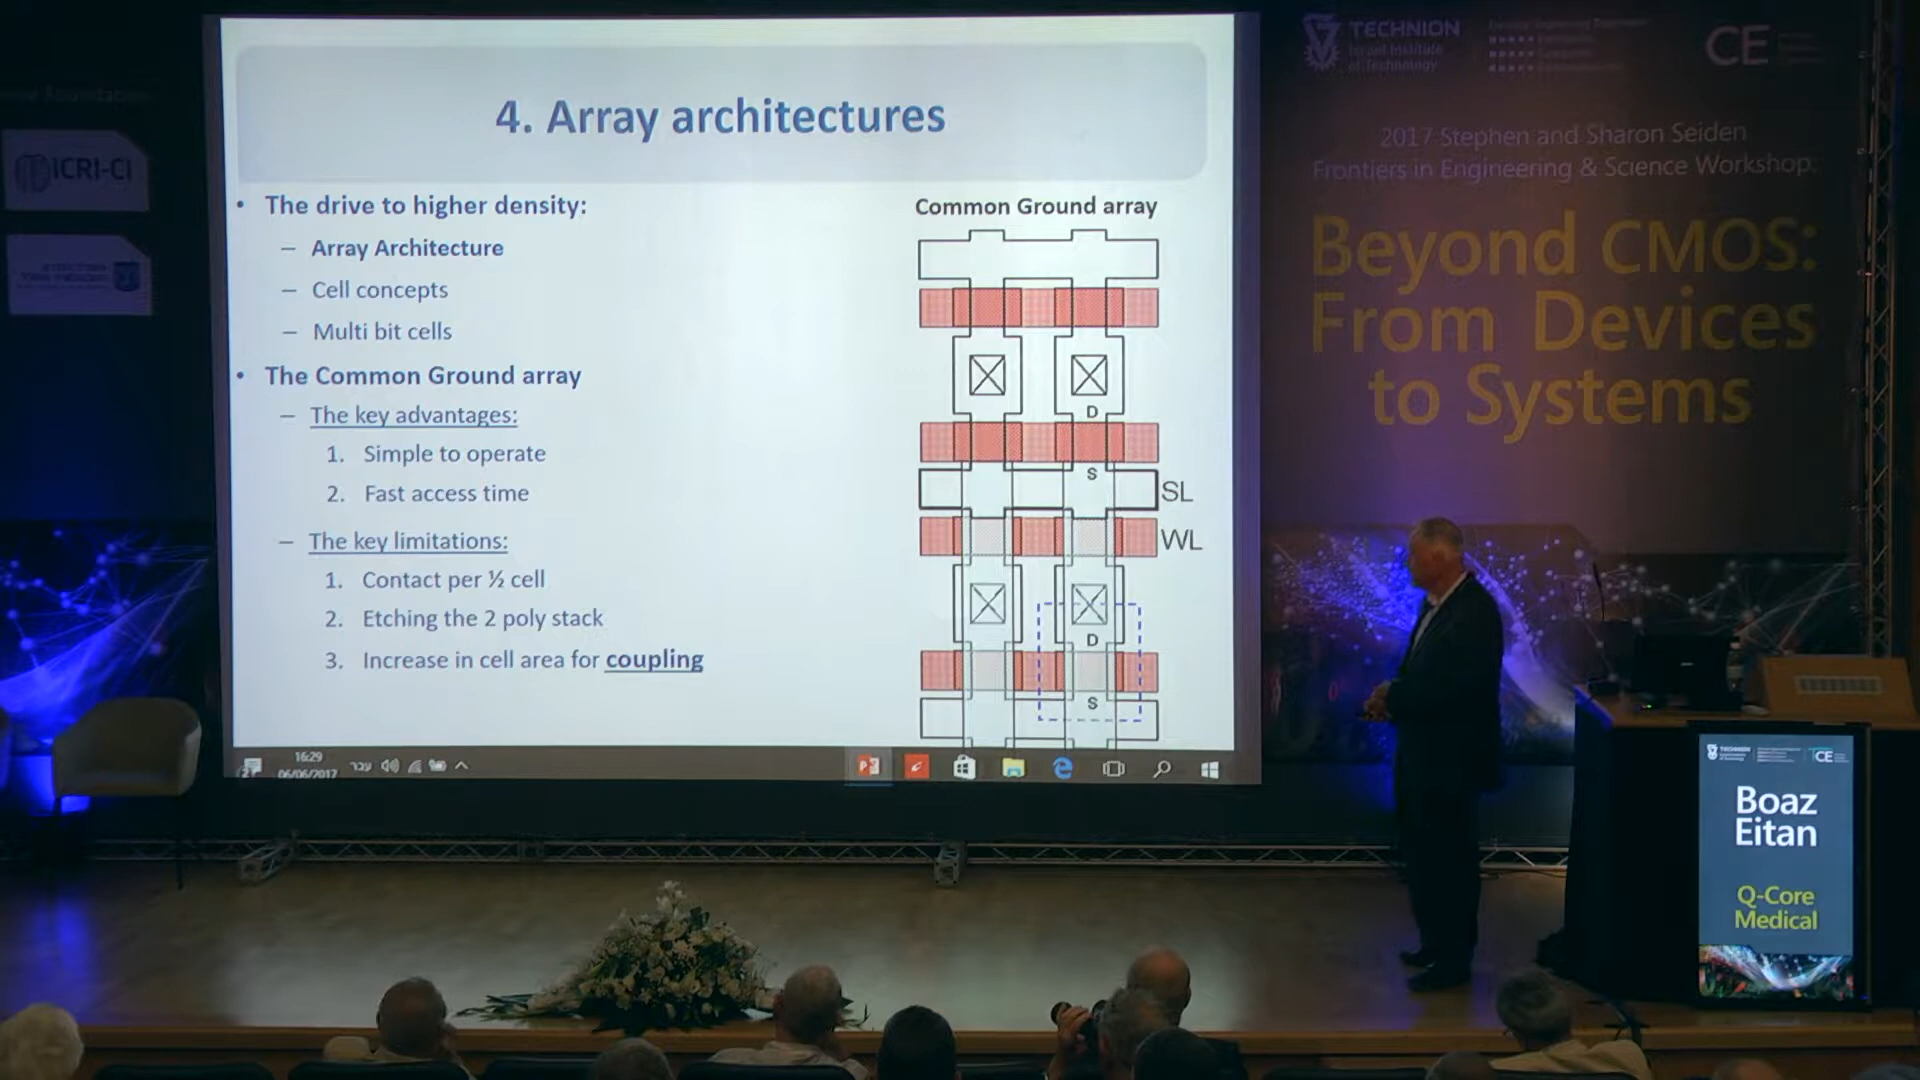 4. Array architectures
• The drive to higher density:
– Array Architecture
– Cell concepts
– Multi bit cells
• The Common Ground array
– The key advantages:
1. Simple to operate
2. Fast access time
– The key limitations:
1. Contact per ½ cell
2. Etching the 2 poly stack
3. Increase in cell area for coupling
Common Ground array
D
S
SL
WL
D
S
16:29
06/06/2017
עבר
ICRI-CI
TECHNION
Israel Institute
of Technology
CE
2017 Stephen and Sharon Seiden
Frontiers in Engineering & Science Workshop:
Beyond CMOS:
From Devices
to Systems
TECHNION
CE
Boaz
Eitan
Q-Core
Medical